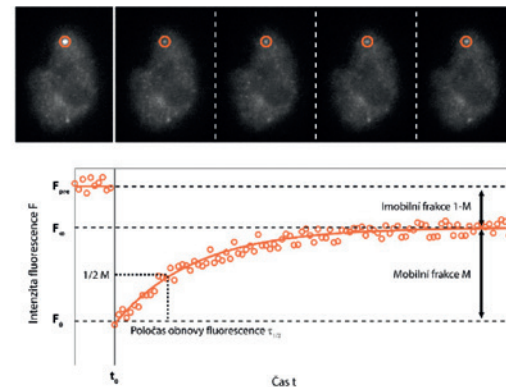 F_pre
Imobilní frakce 1-M
F_∞
Intenzita fluorescence F
1/2 M
Mobilní frakce M
F_0
Poločas obnovy fluorescence τ_1/2
t_0
Čas t